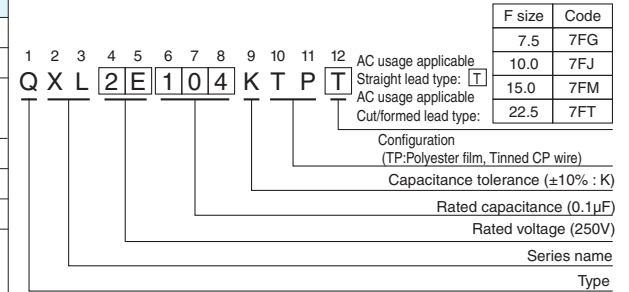 F size Code
7.5 7FG
10.0 7FJ
15.0 7FM
22.5 7FT
1 2 3 4 5 6 7 8 9 10 11 12
Q X L 2 E 1 0 4 K T P T
AC usage applicable
Straight lead type: T
AC usage applicable
Cut/formed lead type:
Configuration
(TP:Polyester film, Tinned CP wire)
Capacitance tolerance (±10% : K)
Rated capacitance (0.1µF)
Rated voltage (250V)
Series name
Type